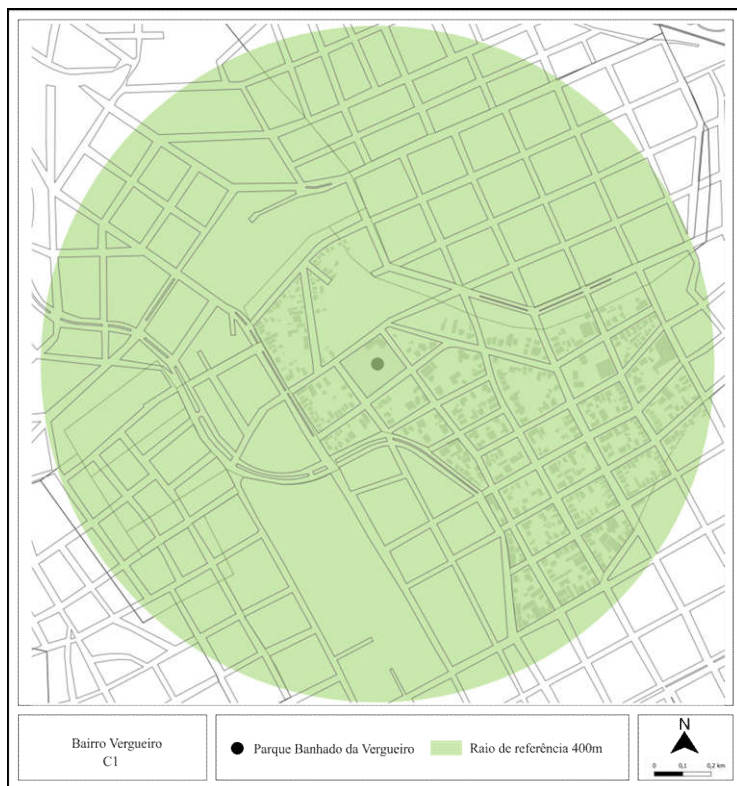 Bairro Vergueiro
C1
Parque Banhado da Vergueiro
Raio de referência 400m
N
0 0,1 0,2 km